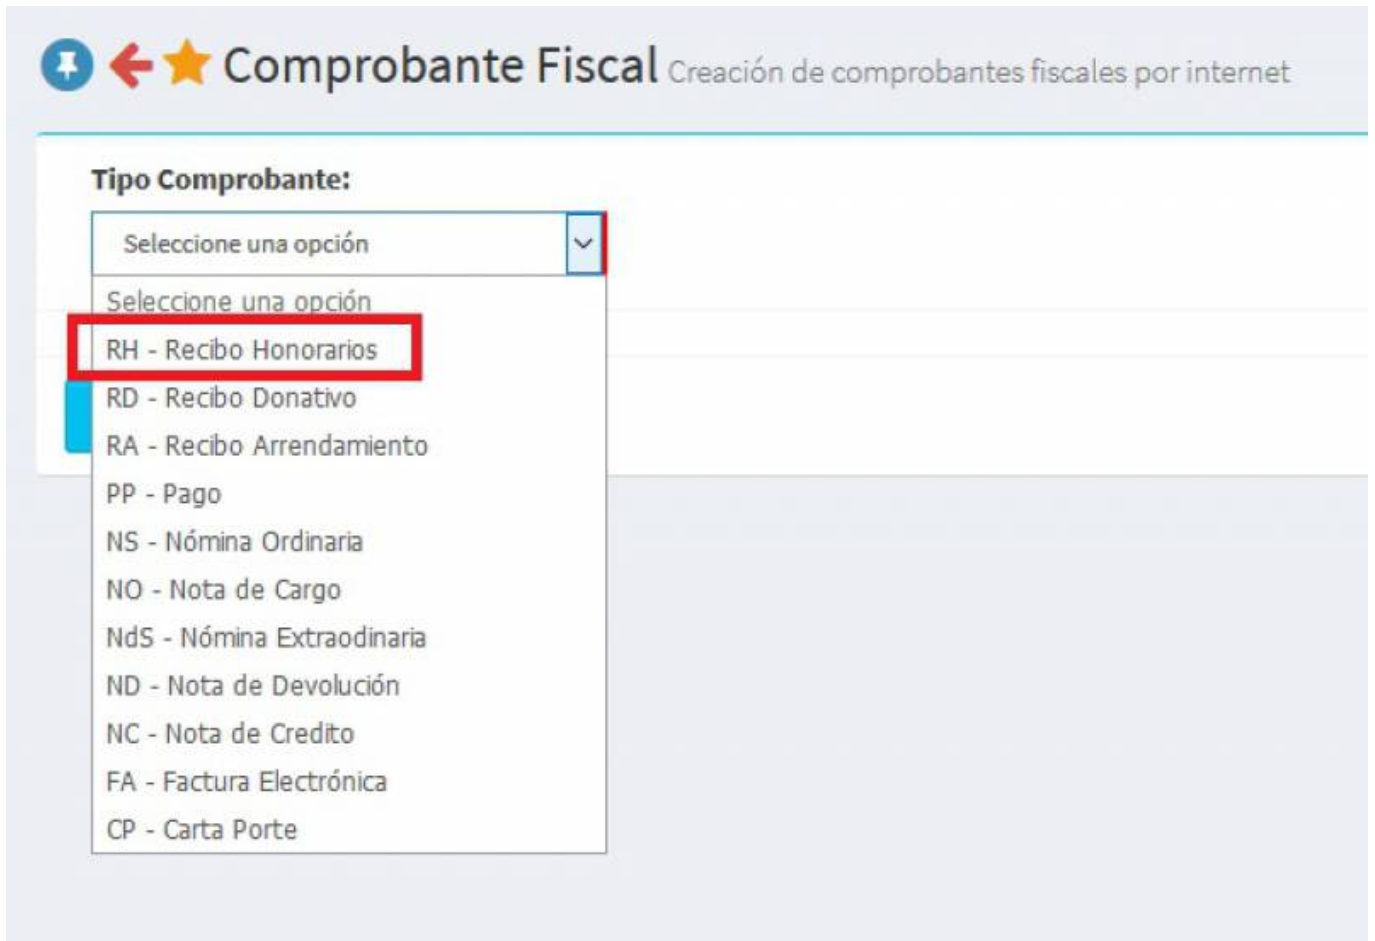 Comprobante Fiscal Creación de comprobantes fiscales por internet
Tipo Comprobante:
Seleccione una opción
Seleccione una opción
RH - Recibo Honorarios
RD - Recibo Donativo
RA - Recibo Arrendamiento
PP - Pago
NS - Nómina Ordinaria
NO - Nota de Cargo
NdS - Nómina Extraodinaria
ND - Nota de Devolución
NC - Nota de Credito
FA - Factura Electrónica
CP - Carta Porte